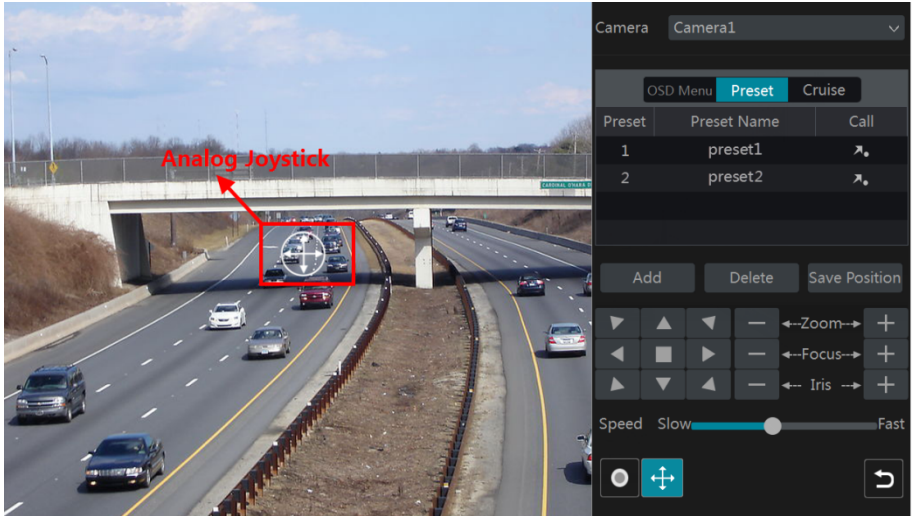 Camera Camera1
OSD Menu Preset Cruise
Preset Preset Name Call
1 preset1
2 preset2
Analog Joystick
CARDINAL O'HARA
Add Delete Save Position
Zoom
Focus
Iris
Speed Slow Fast